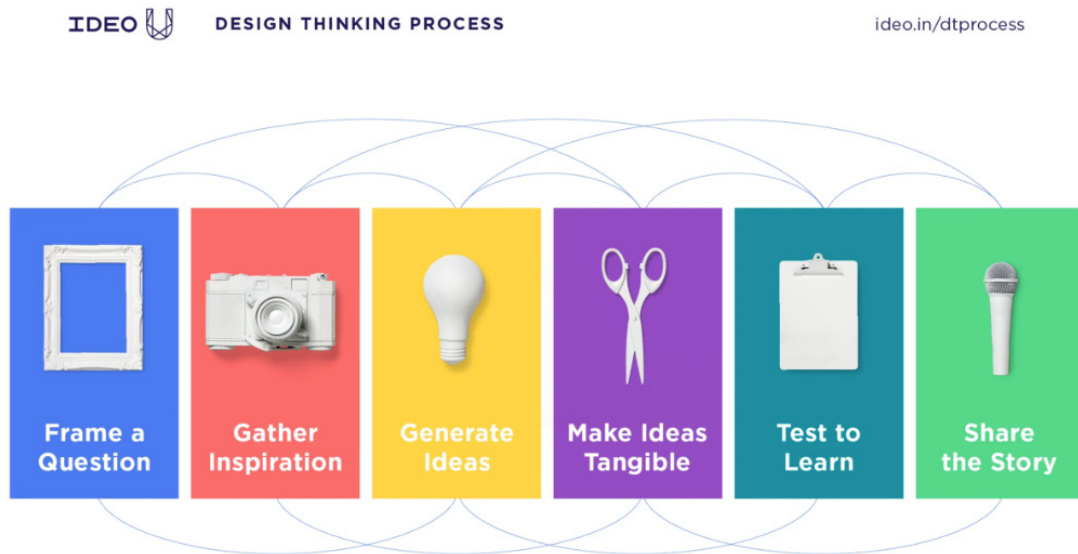 IDEO U DESIGN THINKING PROCESS ideo.in/dtprocess
Frame a
Question
Gather
Inspiration
Generate
Ideas
Make Ideas
Tangible
Test to
Learn
Share
the Story